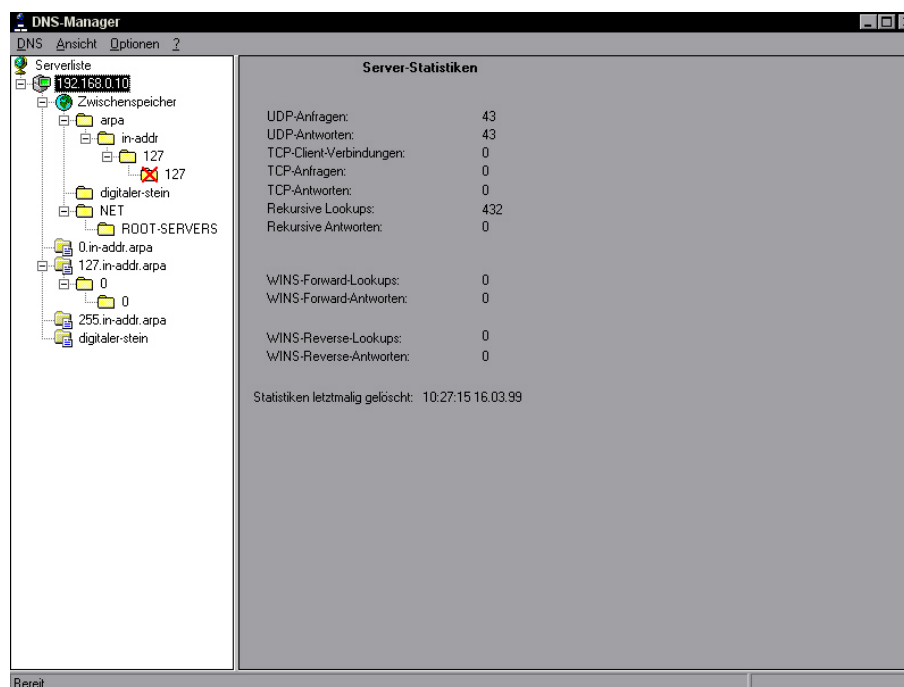 DNS-Manager
DNS Ansicht Optionen ?
Serverliste
192.168.0.10
Zwischenspeicher
arpa
in-addr
127
127
digitaler-stein
NET
ROOT-SERVERS
0.in-addr.arpa
127.in-addr.arpa
0
0
255.in-addr.arpa
digitaler-stein
Server-Statistiken
UDP-Anfragen: 43
UDP-Antworten: 43
TCP-Client-Verbindungen: 0
TCP-Anfragen: 0
TCP-Antworten: 0
Rekursive Lookups: 432
Rekursive Antworten: 0
WINS-Forward-Lookups: 0
WINS-Forward-Antworten: 0
WINS-Reverse-Lookups: 0
WINS-Reverse-Antworten: 0
Statistiken letztmalig gelöscht: 10:27:15 16.03.99
Bereit